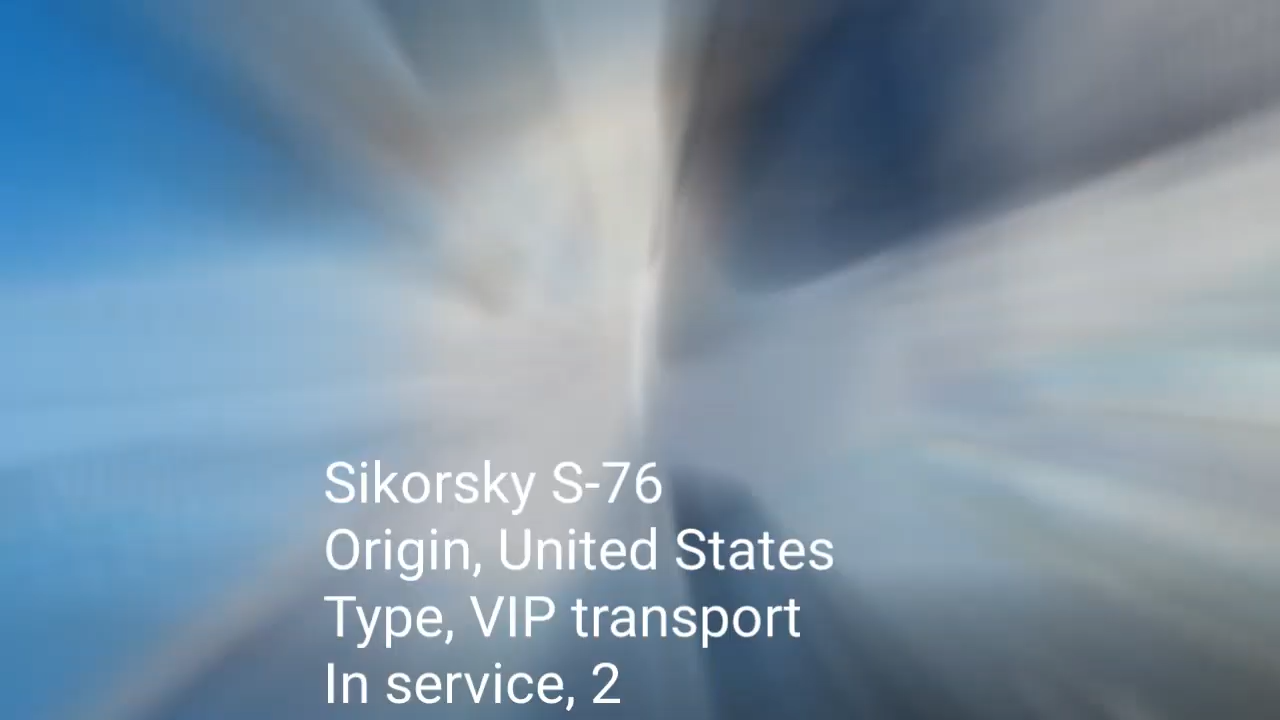 Sikorsky S-76
Origin, United States
Type, VIP transport
In service, 2